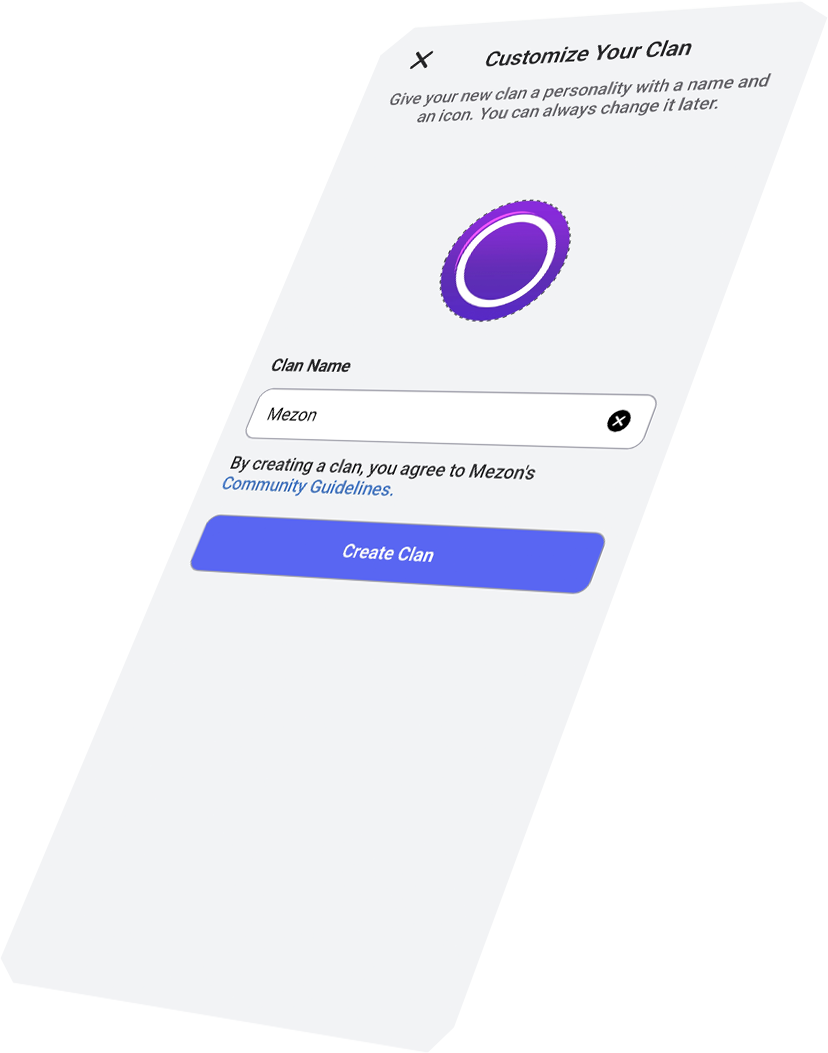 Customize Your Clan
Give your new clan a personality with a name and
an icon. You can always change it later.
Clan Name
Mezon
By creating a clan, you agree to Mezon's
Community Guidelines.
Create Clan